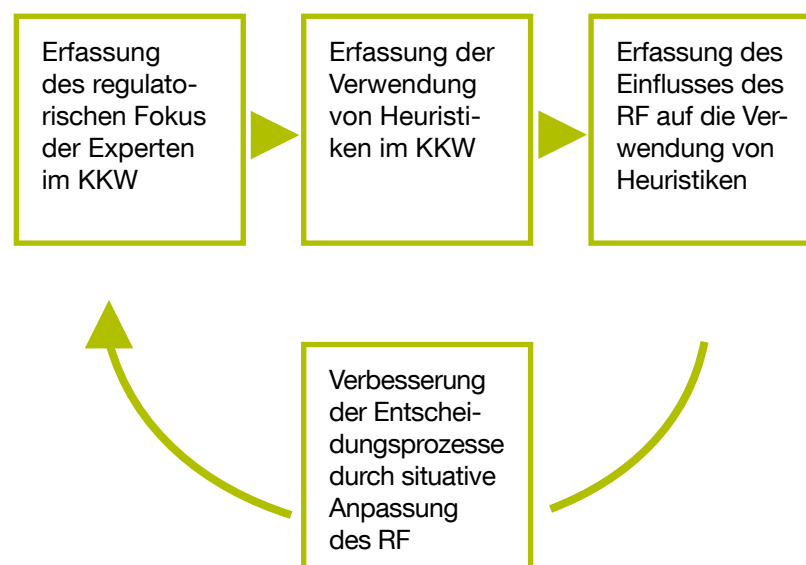 Erfassung
des regulato-
rischen Fokus
der Experten
im KKW
Erfassung der
Verwendung
von Heuristi-
ken im KKW
Erfassung des
Einflusses des
RF auf die Ver-
wendung von
Heuristiken
Verbesserung
der Entschei-
dungsprozesse
durch situative
Anpassung
des RF